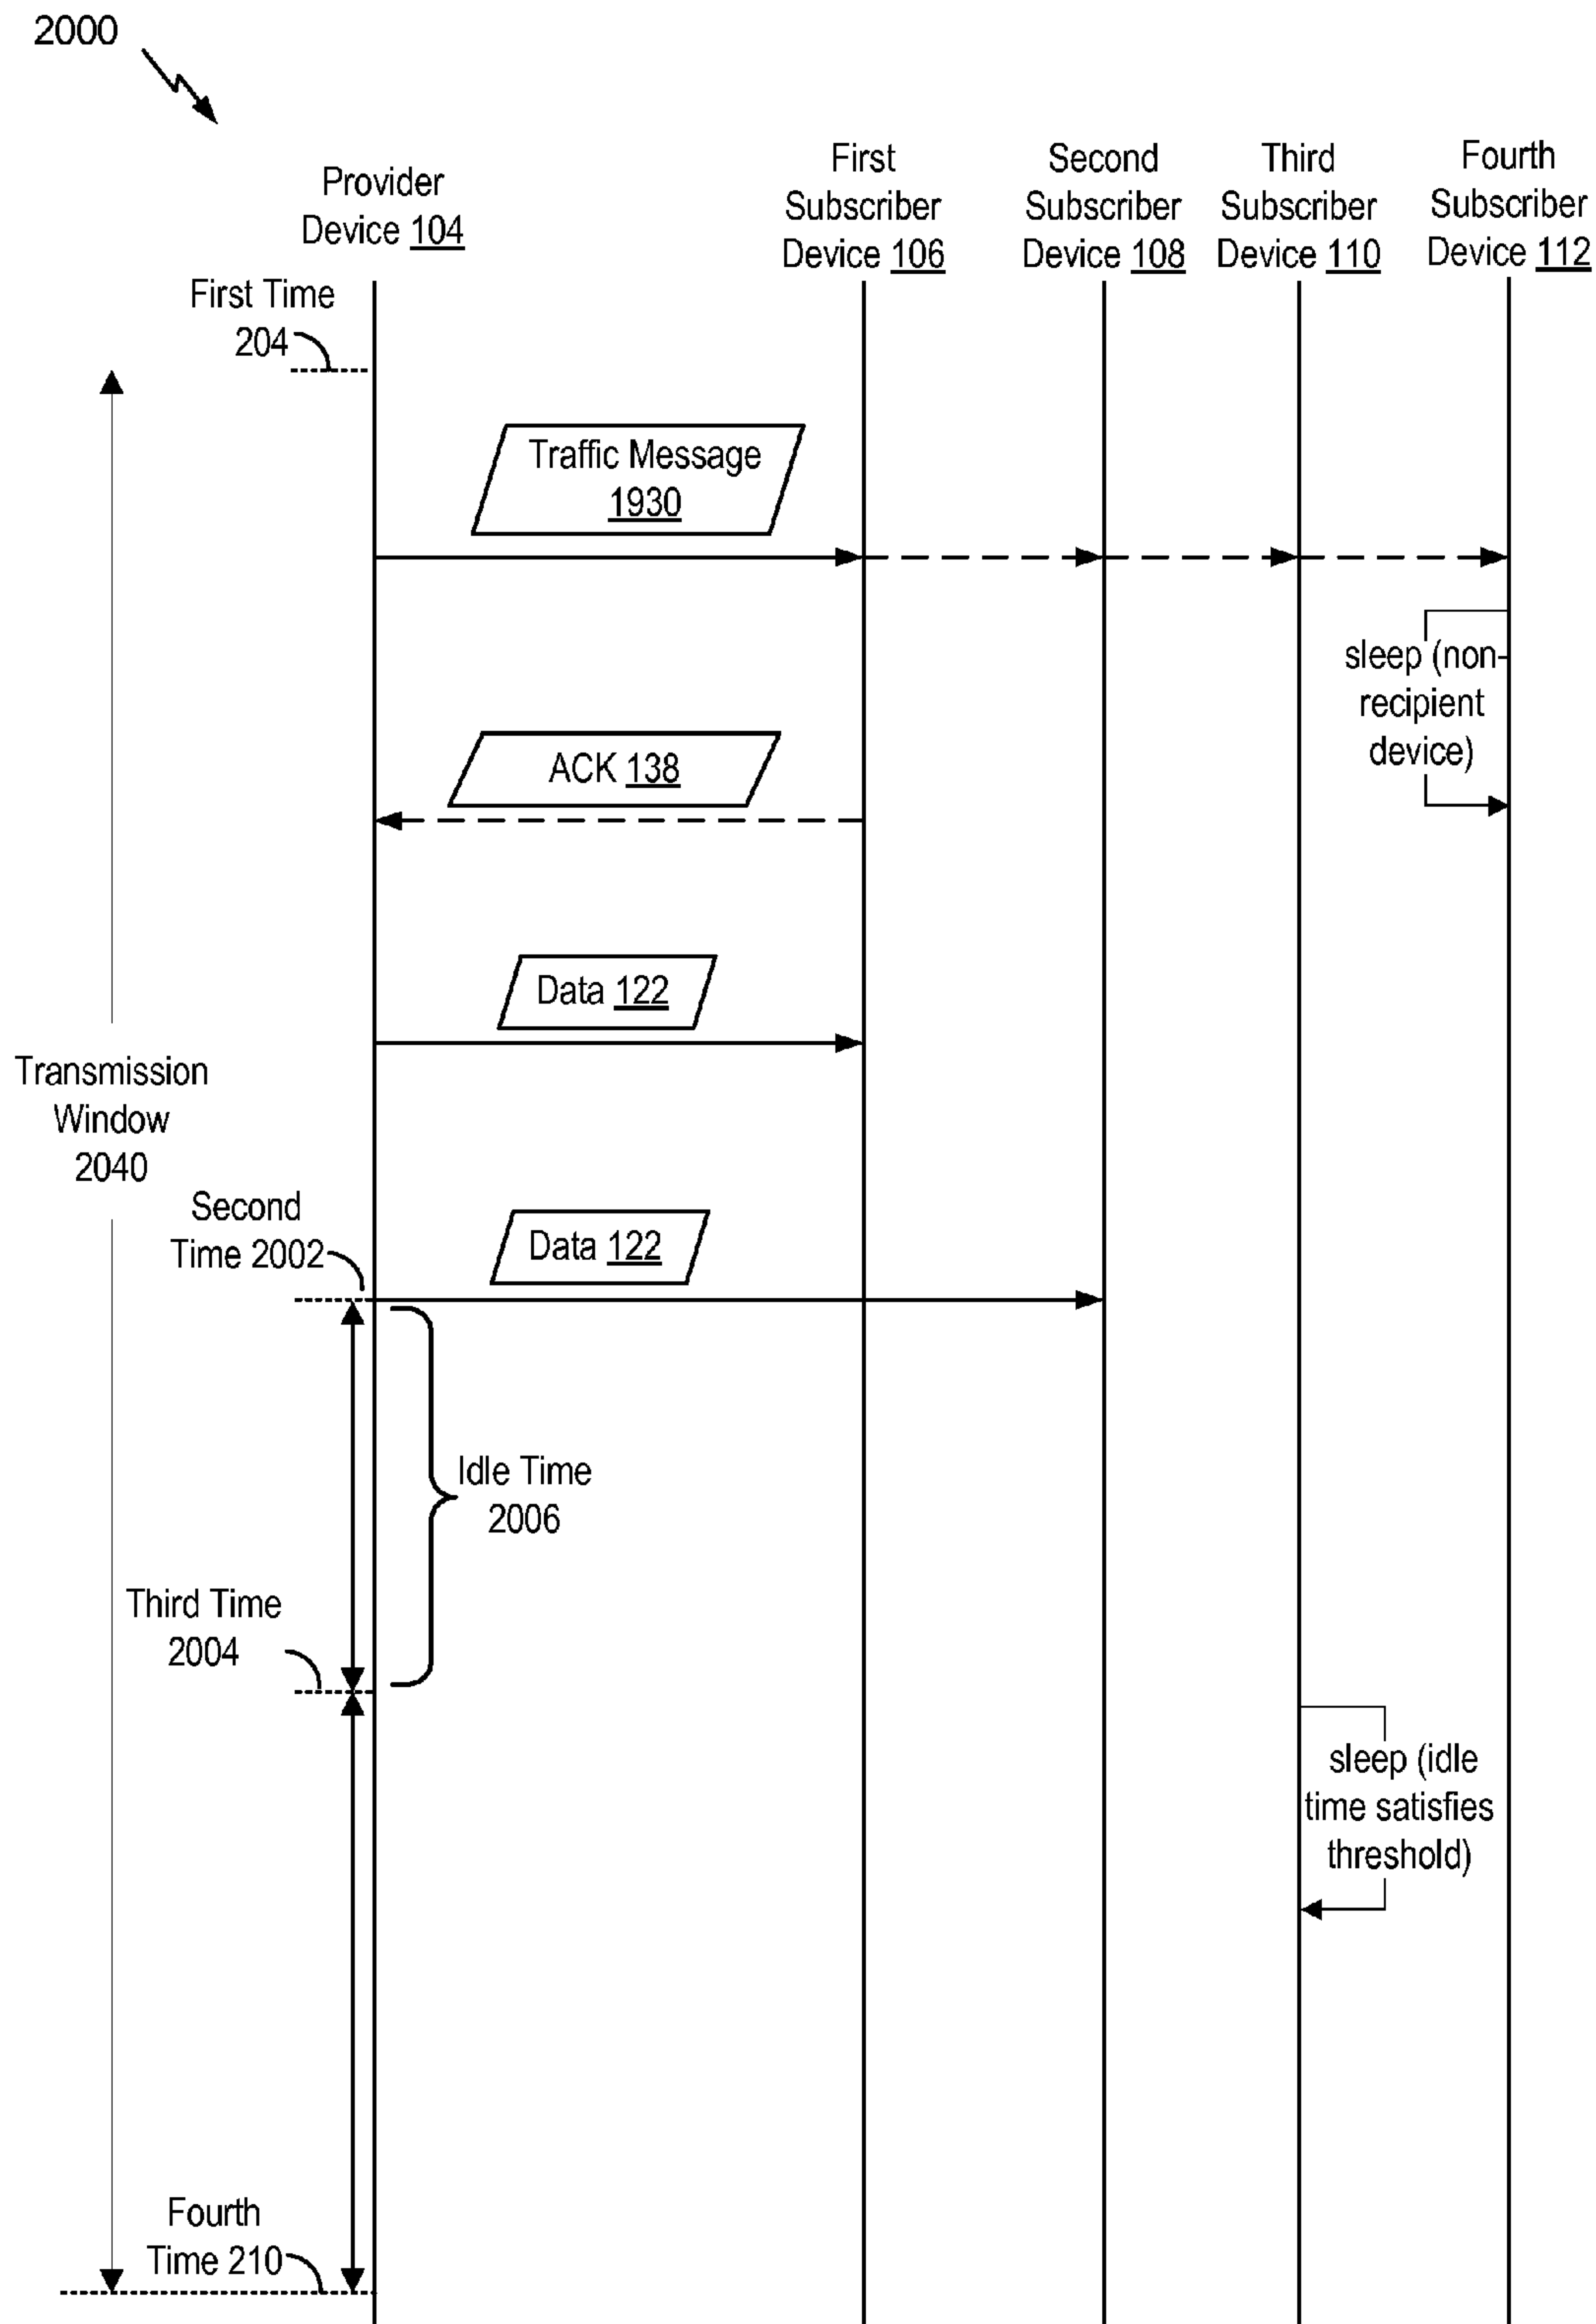 2000
Provider
Device 104
First
Subscriber
Device 106
Second
Subscriber
Device 108
Third
Subscriber
Device 110
Fourth
Subscriber
Device 112
First Time
204
Traffic Message
1930
sleep (non-
recipient
device)
ACK 138
Data 122
Transmission
Window
2040
Second
Time 2002
Data 122
Idle Time
2006
Third Time
2004
sleep (idle
time satisfies
threshold)
Fourth
Time 210